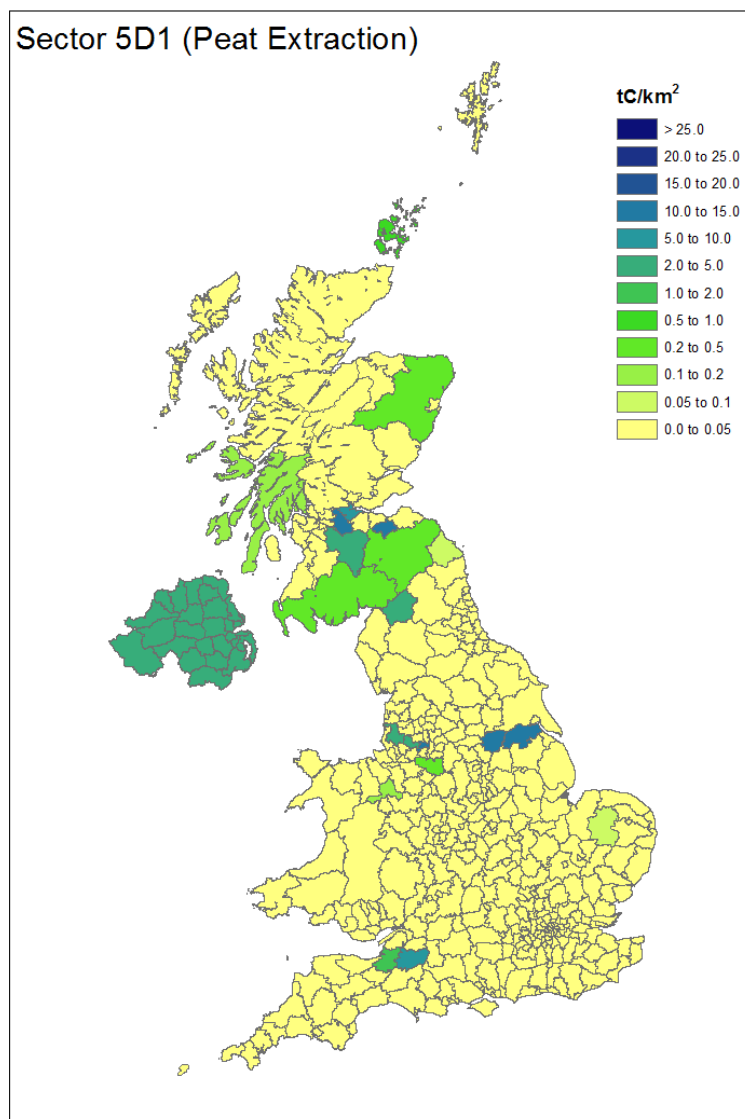 Sector 5D1 (Peat Extraction)
tC/km²
> 25.0
20.0 to 25.0
15.0 to 20.0
10.0 to 15.0
5.0 to 10.0
2.0 to 5.0
1.0 to 2.0
0.5 to 1.0
0.2 to 0.5
0.1 to 0.2
0.05 to 0.1
0.0 to 0.05